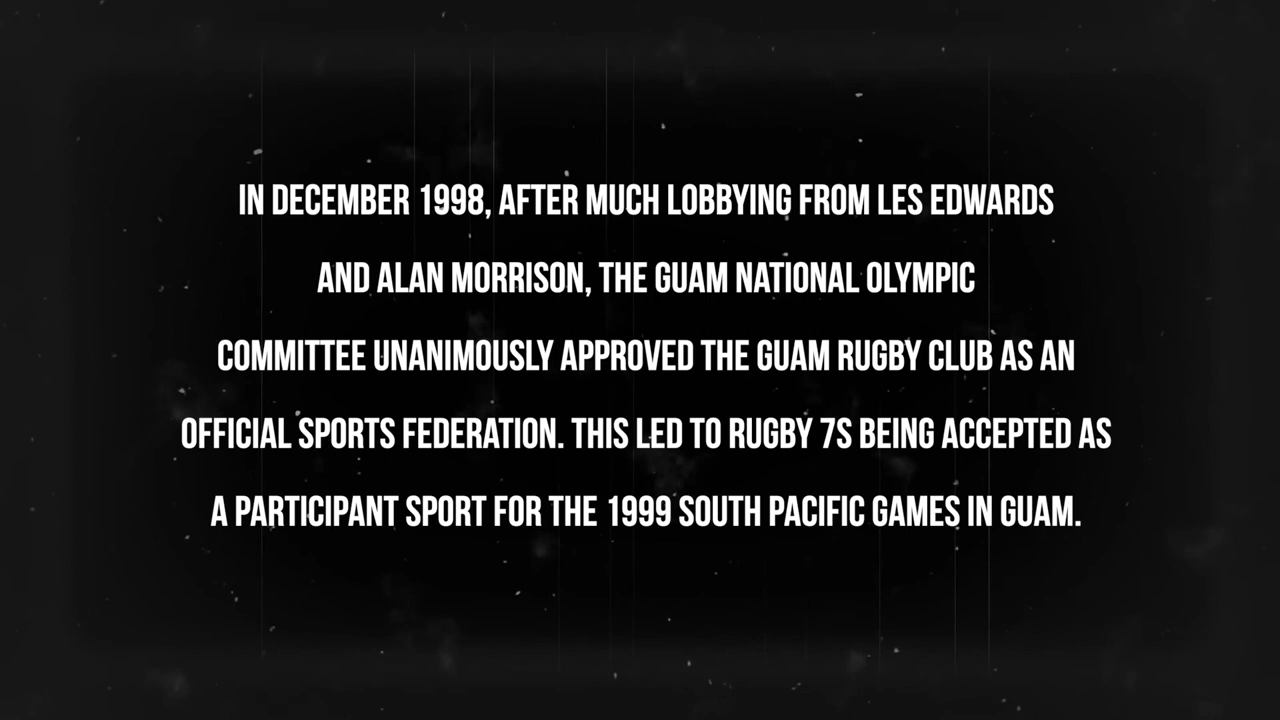 IN DECEMBER 1998, AFTER MUCH LOBBYING FROM LES EDWARDS
AND ALAN MORRISON, THE GUAM NATIONAL OLYMPIC
COMMITTEE UNANIMOUSLY APPROVED THE GUAM RUGBY CLUB AS AN
OFFICIAL SPORTS FEDERATION. THIS LED TO RUGBY 7S BEING ACCEPTED AS
A PARTICIPANT SPORT FOR THE 1999 SOUTH PACIFIC GAMES IN GUAM.